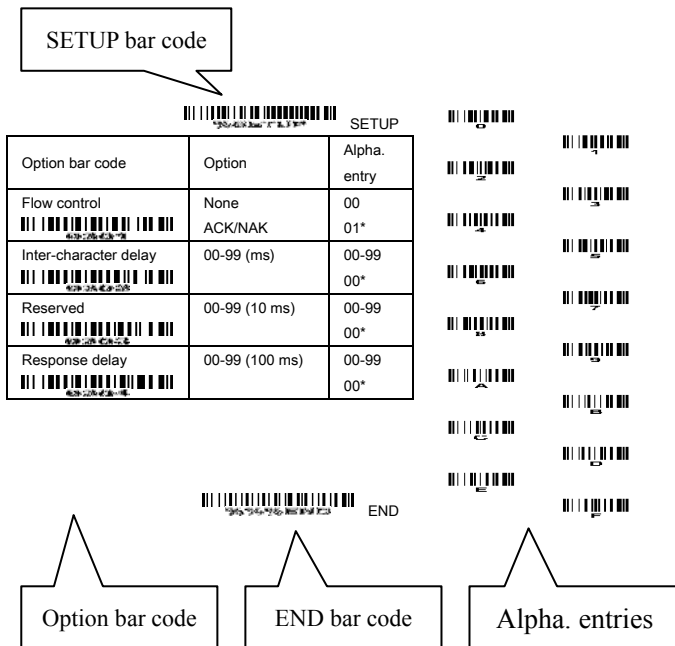 SETUP bar code
SETUP
Option bar code Option Alpha. entry
Flow control None 00
ACK/NAK 01*
Inter-character delay 00-99 (ms) 00-99
00*
Reserved 00-99 (10 ms) 00-99
00*
Response delay 00-99 (100 ms) 00-99
00*
%%%END END
0
1
2
3
4
5
6
7
8
9
A
B
C
D
E
F
Option bar code
END bar code
Alpha. entries